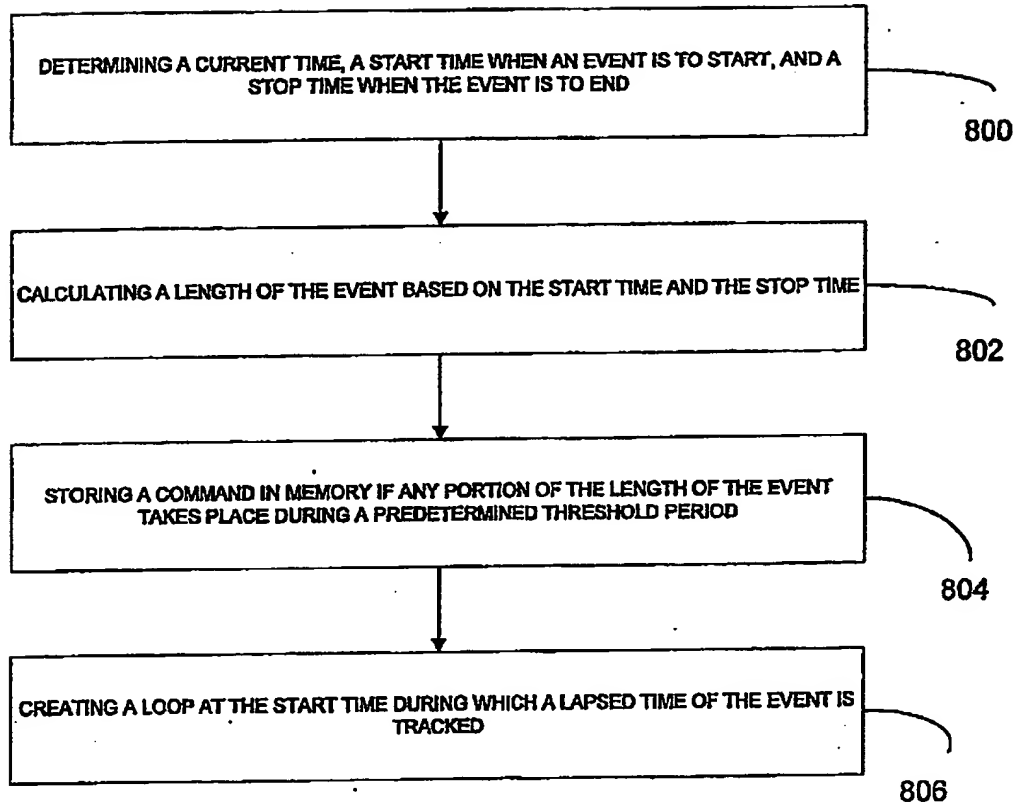 DETERMINING A CURRENT TIME, A START TIME WHEN AN EVENT IS TO START, AND A
STOP TIME WHEN THE EVENT IS TO END
800
CALCULATING A LENGTH OF THE EVENT BASED ON THE START TIME AND THE STOP TIME
802
STORING A COMMAND IN MEMORY IF ANY PORTION OF THE LENGTH OF THE EVENT
TAKES PLACE DURING A PREDETERMINED THRESHOLD PERIOD
804
CREATING A LOOP AT THE START TIME DURING WHICH A LAPSED TIME OF THE EVENT IS
TRACKED
806